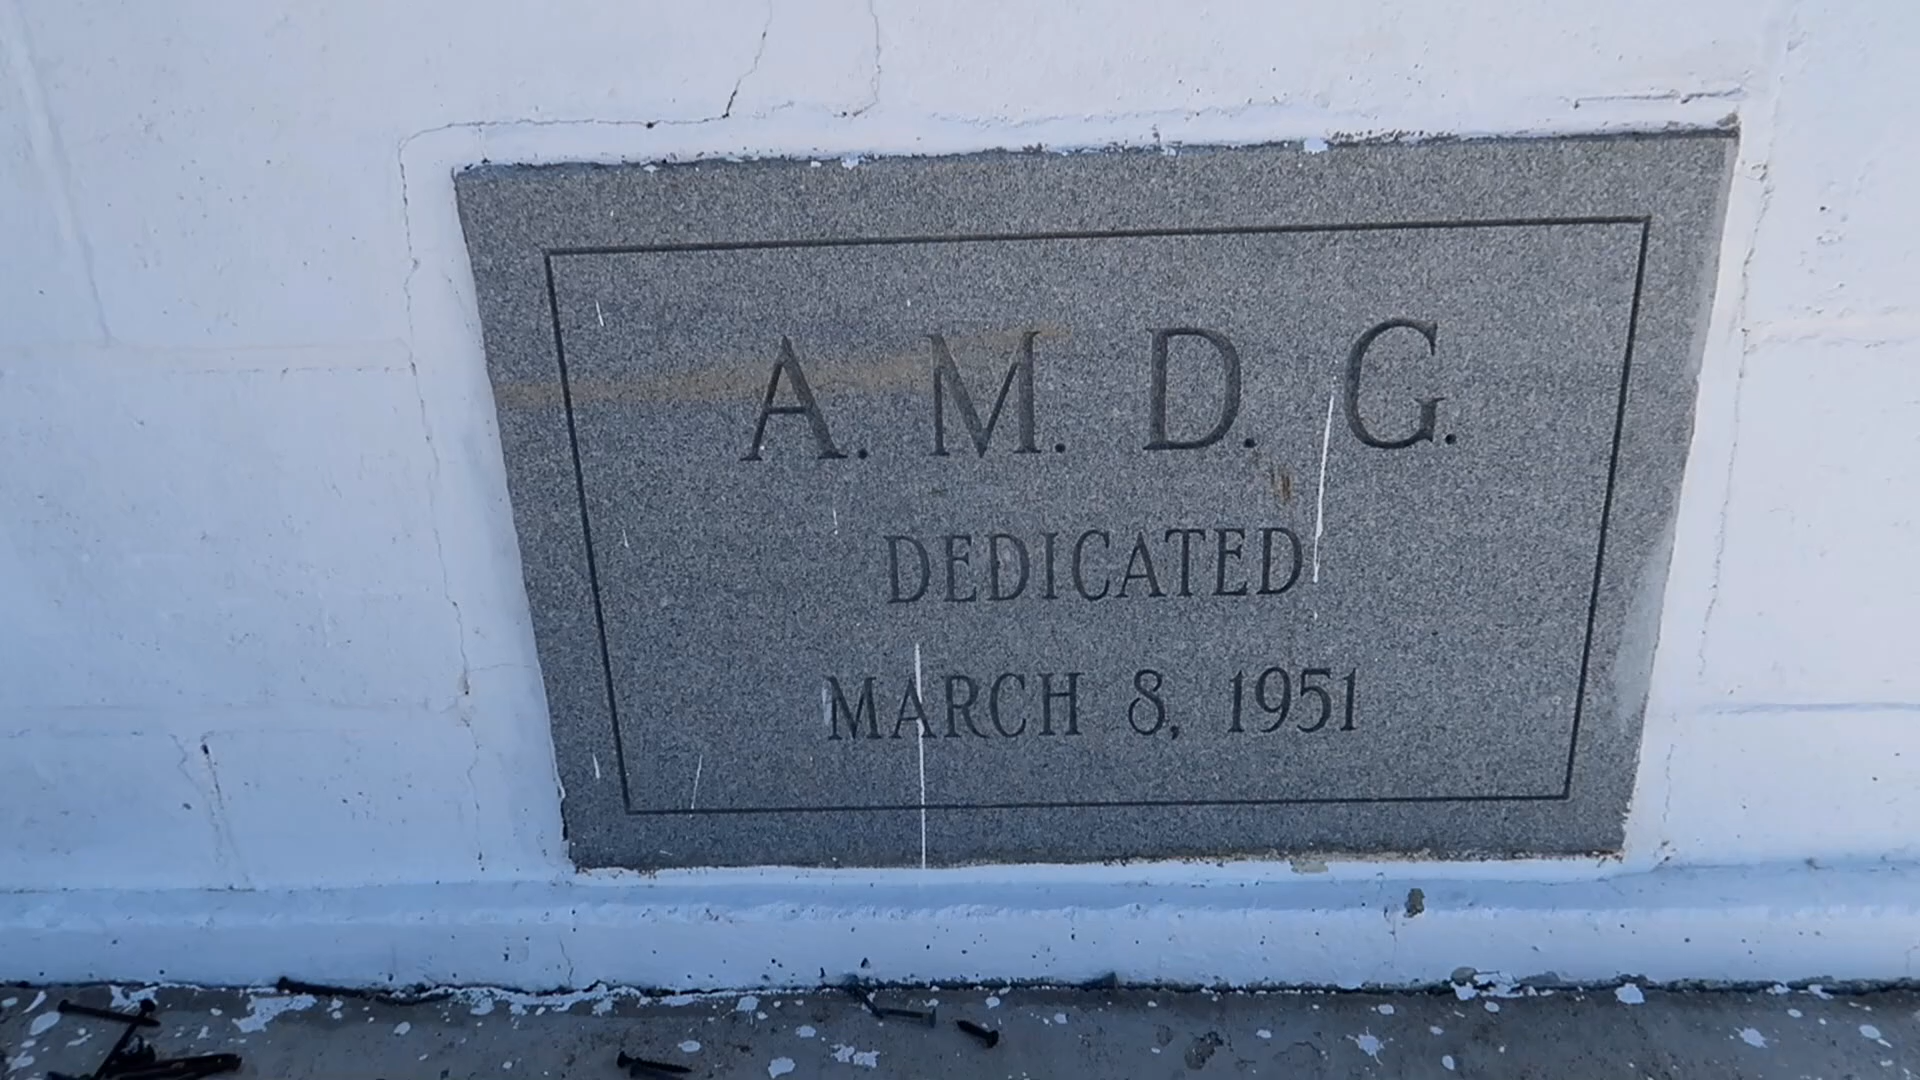 A. M. D. G.
DEDICATED
MARCH 8, 1951